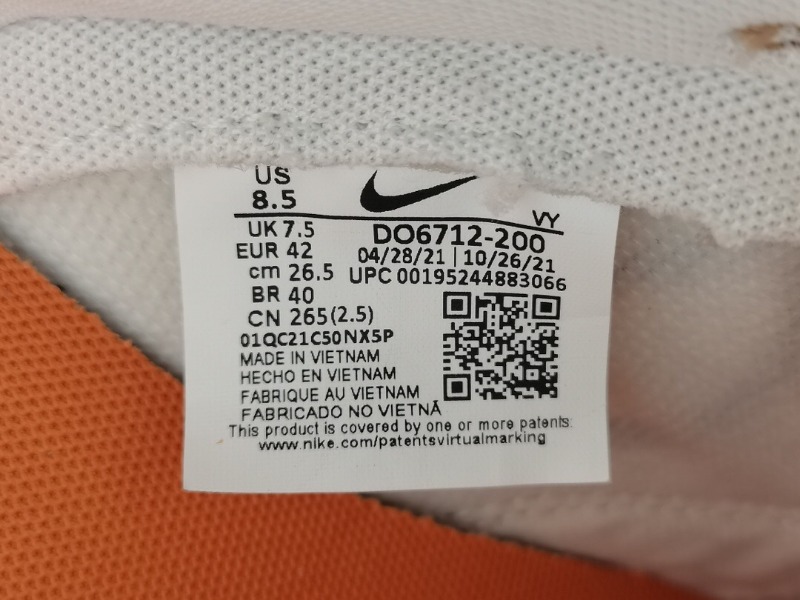 US
8.5
VY
UK 7.5
DO6712-200
EUR 42
04/28/21 | 10/26/21
cm 26.5
UPC 00195244883066
BR 40
CN 265(2.5)
01QC21C50NX5P
MADE IN VIETNAM
HECHO EN VIETNAM
FABRIQUE AU VIETNAM
FABRICADO NO VIETNÃ
This product is covered by one or more patents:
www.nike.com/patentsvirtualmarking